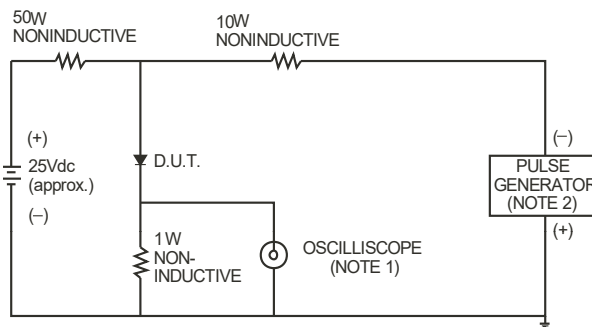 50W
NONINDUCTIVE
10W
NONINDUCTIVE
(+)
25Vdc
(approx.)
(–)
D.U.T.
1W
NON-
INDUCTIVE
OSCILLISCOPE
(NOTE 1)
(–)
PULSE
GENERATOR
(NOTE 2)
(+)